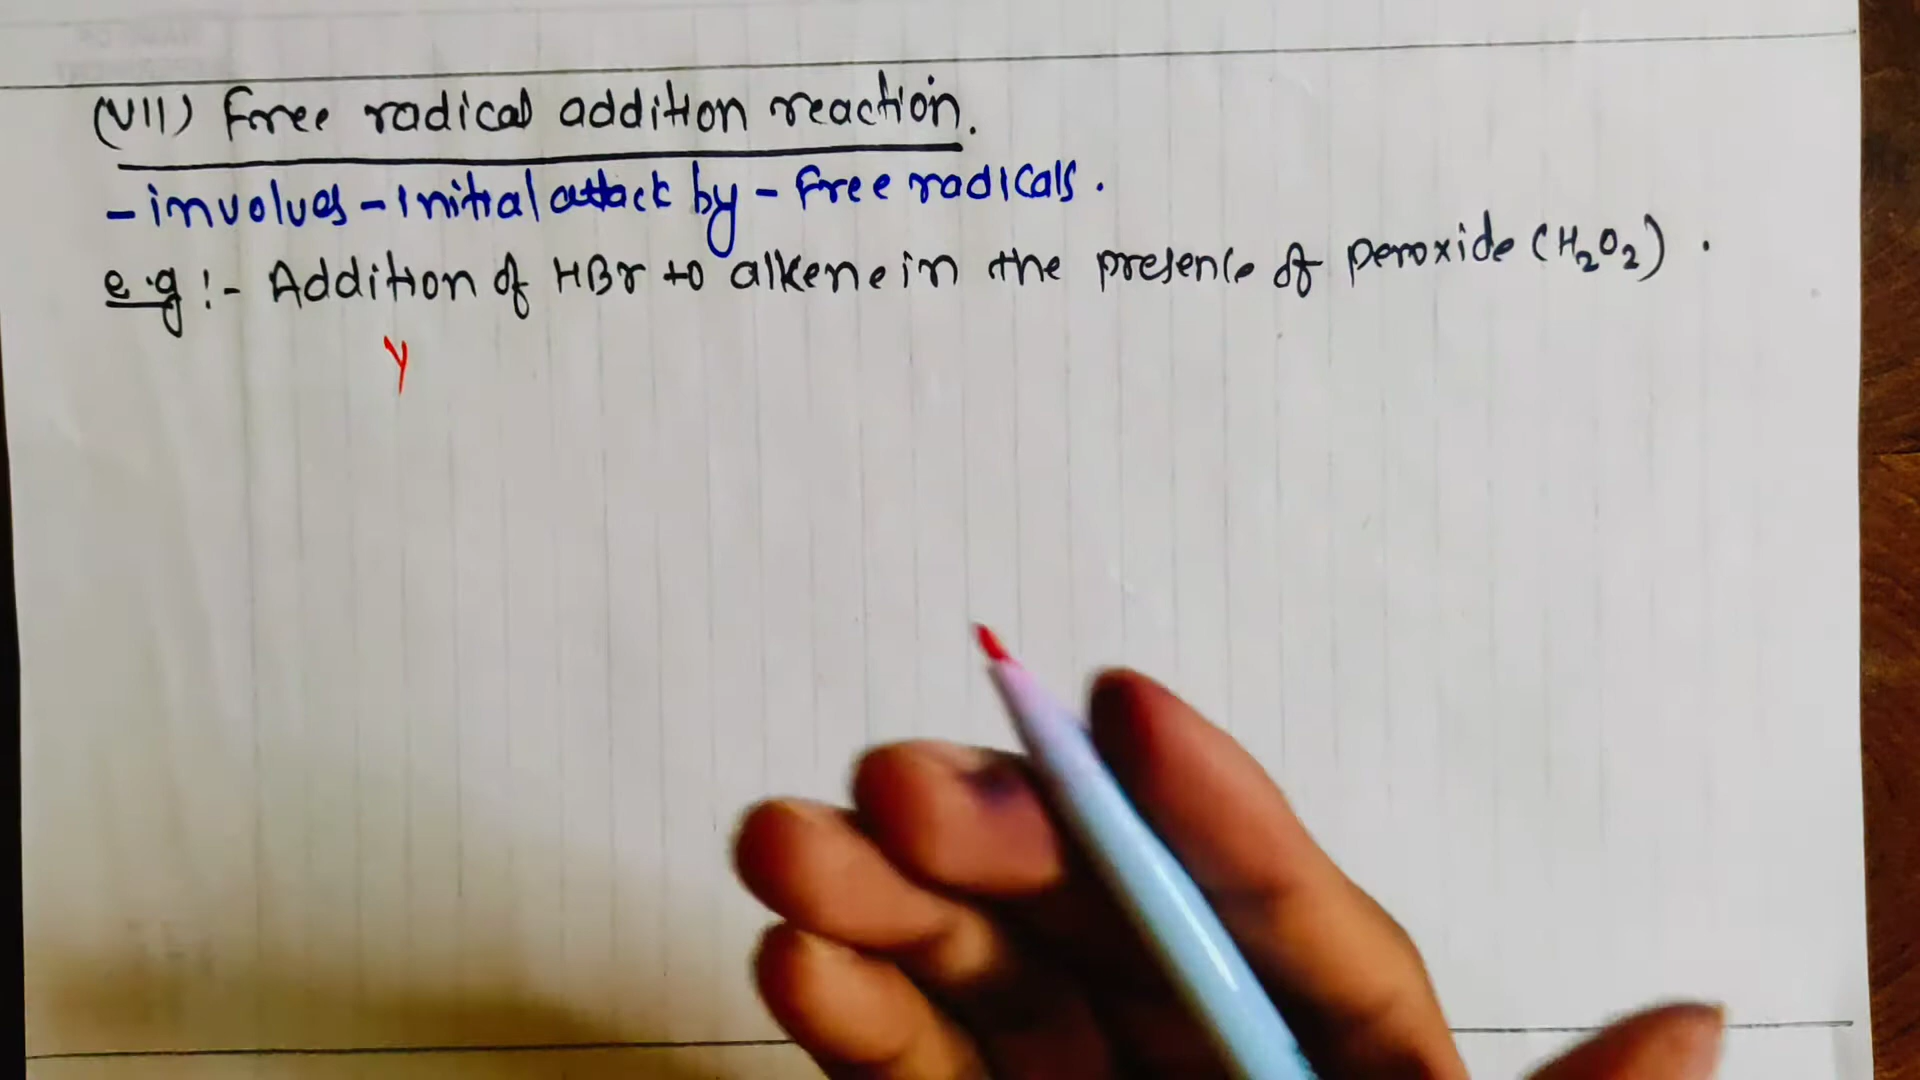 (VII) Free radical addition reaction.
- involves - Initial attack by - Free radicals.
e.g :- Addition of HBr to alkene in the presence of peroxide (H₂O₂).
Y